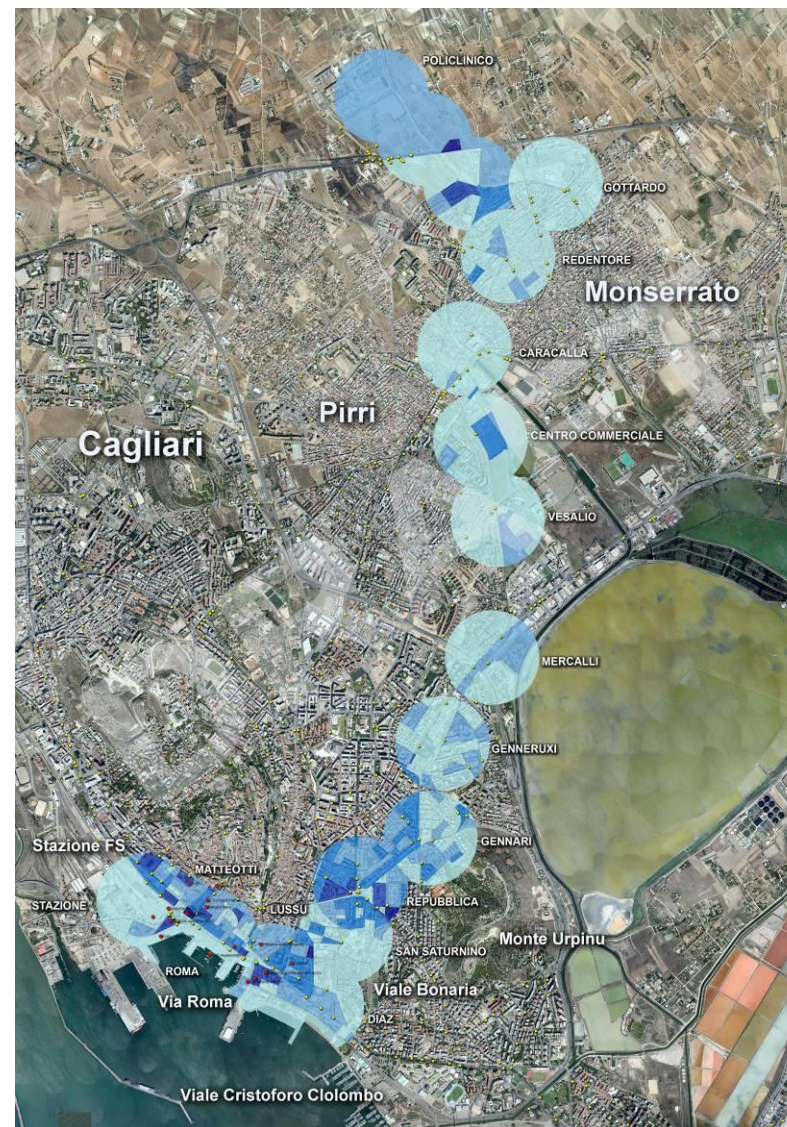 POLICLINICO
GOTTARDO
REDENTORE
Monserrato
CARACALLA
Pirri
Cagliari
CENTRO COMMERCIALE
VESALIO
MERCALLI
GENNERUXI
Stazione FS
GENNARI
MATTEOTTI
STAZIONE
LUSSU
REPUBBLICA
Monte Urpinu
SAN SATURNINO
ROMA
Viale Bonaria
Via Roma
DIAZ
Viale Cristoforo Clolombo